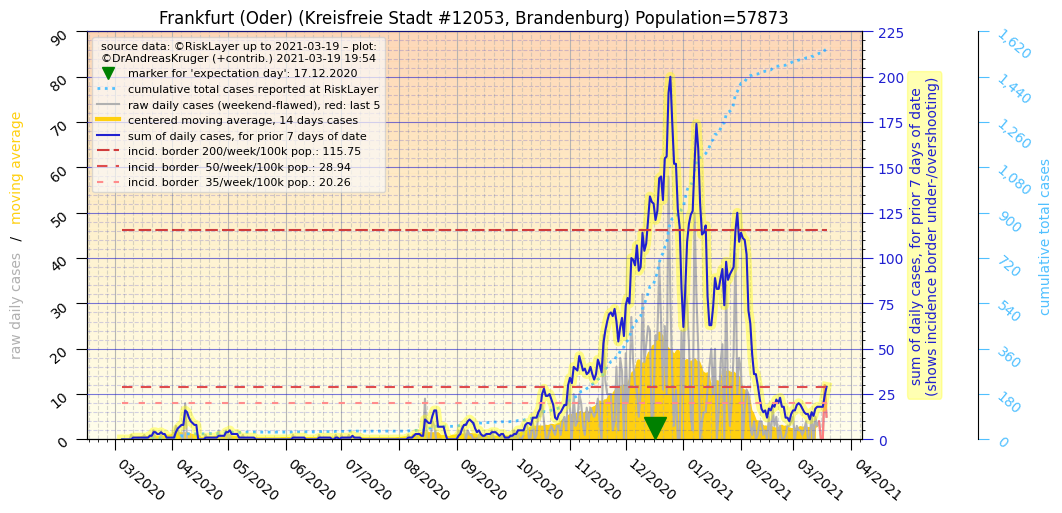 Frankfurt (Oder) (Kreisfreie Stadt #12053, Brandenburg) Population=57873
source data: ©RiskLayer up to 2021-03-19 – plot:
©DrAndreasKruger (+contrib.) 2021-03-19 19:54
marker for 'expectation day': 17.12.2020
cumulative total cases reported at RiskLayer
raw daily cases (weekend-flawed), red: last 5
centered moving average, 14 days cases
sum of daily cases, for prior 7 days of date
incid. border 200/week/100k pop.: 115.75
incid. border  50/week/100k pop.: 28.94
incid. border  35/week/100k pop.: 20.26
raw daily cases / moving average
90
80
70
60
50
40
30
20
10
0
03/2020
04/2020
05/2020
06/2020
07/2020
08/2020
09/2020
10/2020
11/2020
12/2020
01/2021
02/2021
03/2021
04/2021
225
200
175
150
125
100
75
50
25
0
sum of daily cases, for prior 7 days of date
(shows incidence border under-/overshooting)
1,620
1,440
1,260
1,080
900
720
540
360
180
0
cumulative total cases